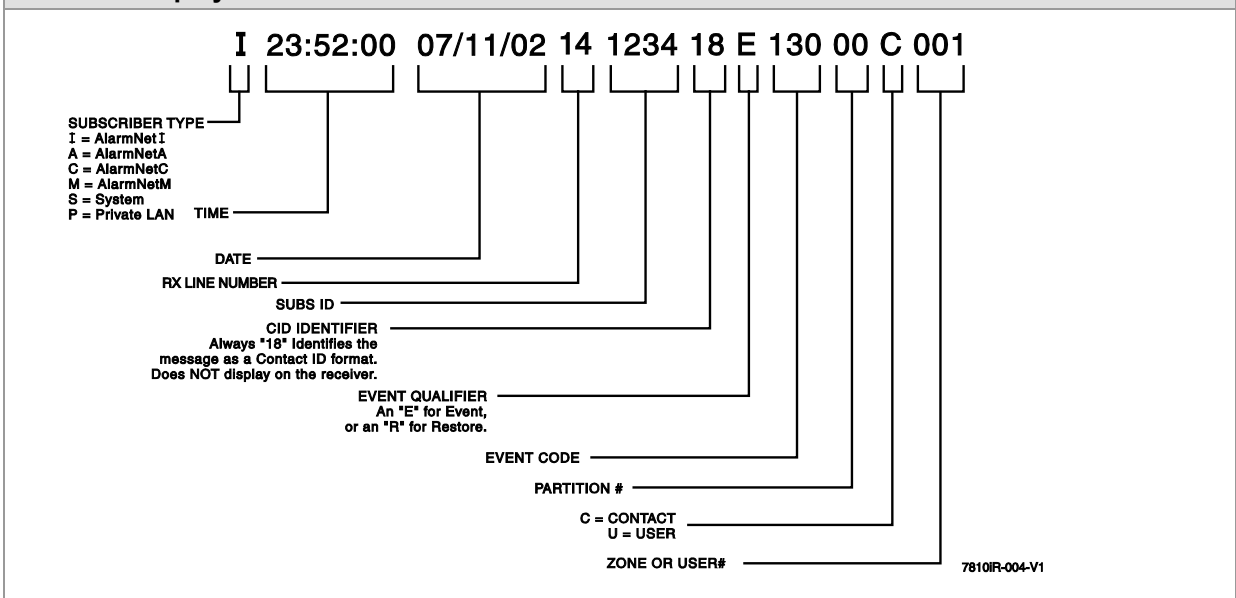 I 23:52:00 07/11/02 14 1234 18 E 130 00 C 001
SUBSCRIBER TYPE
I = AlarmNetI
A = AlarmNetA
C = AlarmNetC
M = AlarmNetM
S = System
P = Private LAN
TIME
DATE
RX LINE NUMBER
SUBS ID
CID IDENTIFIER
Always "18" Identifies the
message as a Contact ID format.
Does NOT display on the receiver.
EVENT QUALIFIER
An "E" for Event,
or an "R" for Restore.
EVENT CODE
PARTITION #
C = CONTACT
U = USER
ZONE OR USER#
7810iR-004-V1